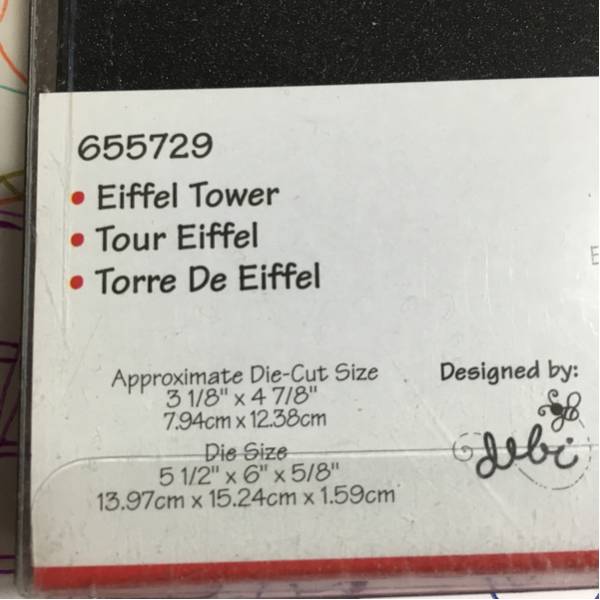 655729
• Eiffel Tower
• Tour Eiffel
• Torre De Eiffel
Approximate Die-Cut Size
3 1/8" x 4 7/8"
7.94cm x 12.38cm
Die Size
5 1/2" x 6" x 5/8"
13.97cm x 15.24cm x 1.59cm
Designed by:
debi